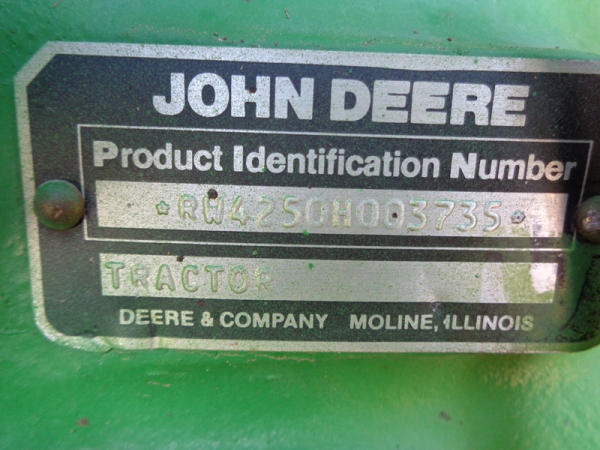 JOHN DEERE
Product Identification Number
*RW4250H003735*
TRACTOR
DEERE & COMPANY MOLINE, ILLINOIS